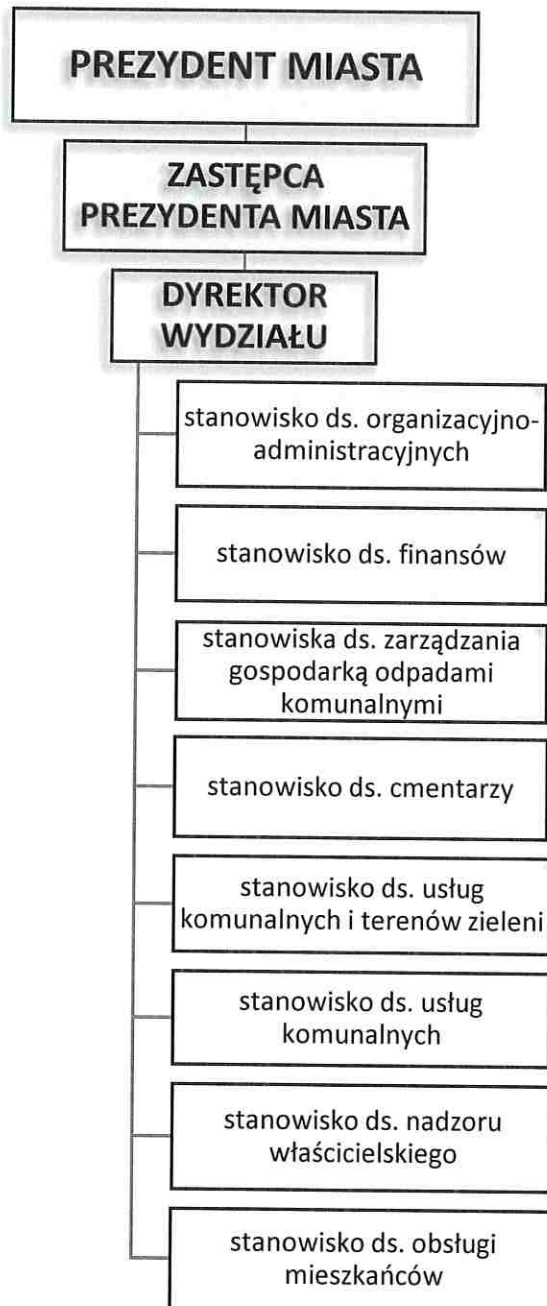 PREZYDENT MIASTA
ZASTĘPCA
PREZYDENTA MIASTA
DYREKTOR
WYDZIAŁU
stanowisko ds. organizacyjno-
administracyjnych
stanowisko ds. finansów
stanowiska ds. zarządzania
gospodarką odpadami
komunalnymi
stanowisko ds. cmentarzy
stanowisko ds. usług
komunalnych i terenów zieleni
stanowisko ds. usług
komunalnych
stanowisko ds. nadzoru
właścicielskiego
stanowisko ds. obsługi
mieszkańców